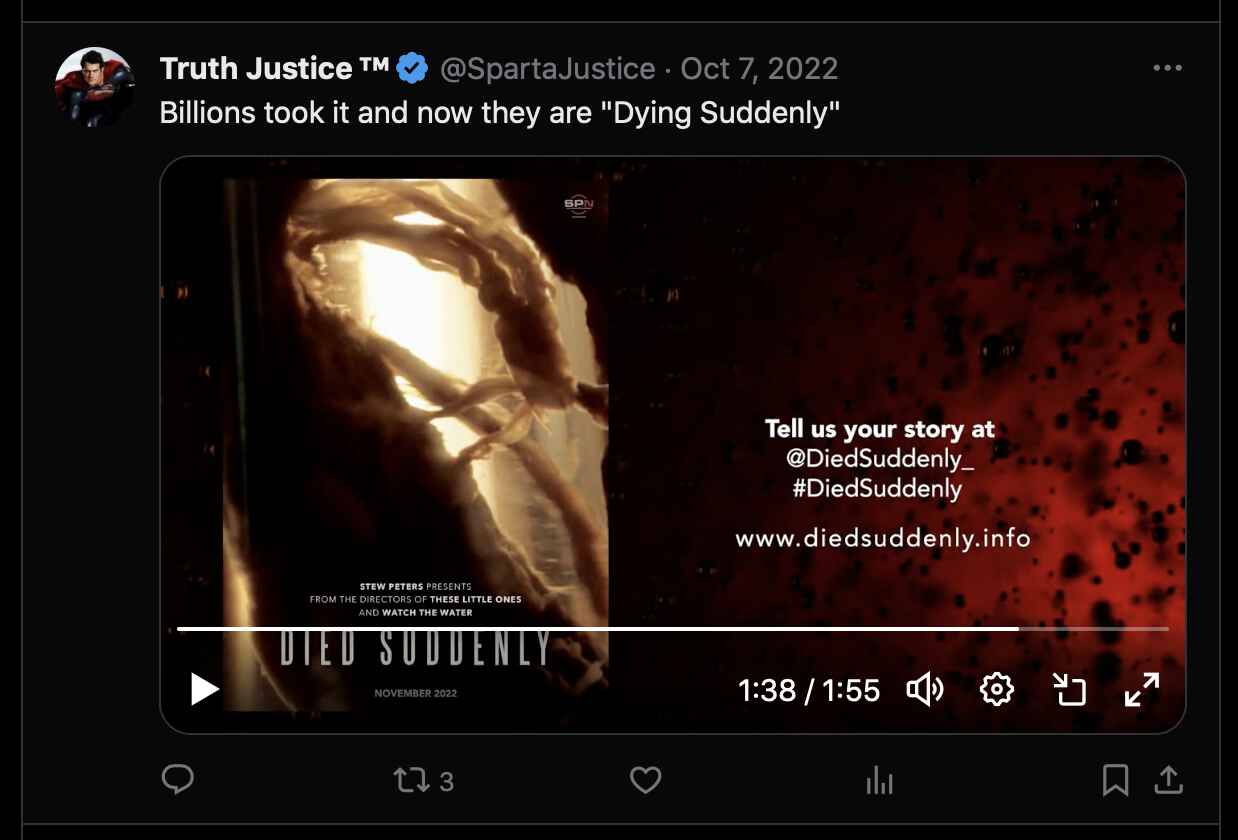 Truth Justice ™ @SpartaJustice · Oct 7, 2022
Billions took it and now they are "Dying Suddenly"
SPN
Tell us your story at
@DiedSuddenly_
#DiedSuddenly
www.diedsuddenly.info
STEW PETERS PRESENTS
FROM THE DIRECTORS OF THESE LITTLE ONES
AND WATCH THE WATER
DIED SUDDENLY
NOVEMBER 2022
1:38 / 1:55
3